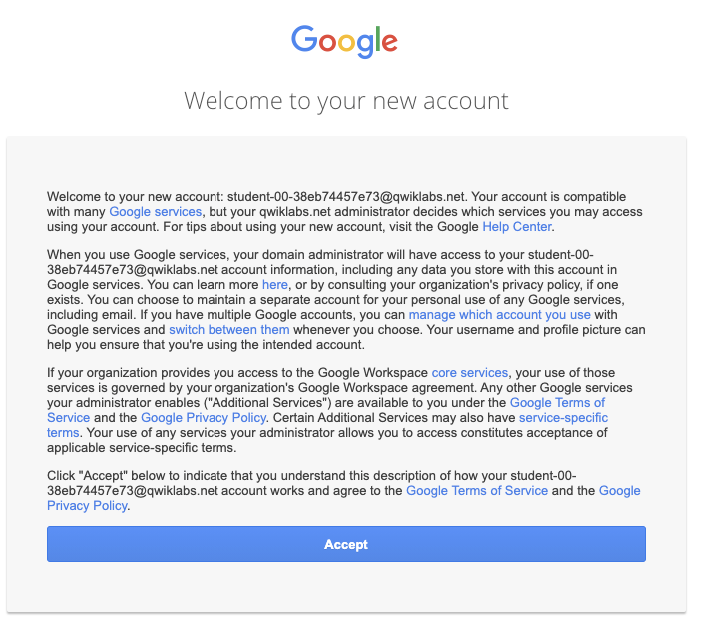 Google
Welcome to your new account
Welcome to your new account: student-00-38eb74457e73@qwiklabs.net. Your account is compatible
with many Google services, but your qwiklabs.net administrator decides which services you may access
using your account. For tips about using your new account, visit the Google Help Center.
When you use Google services, your domain administrator will have access to your student-00-
38eb74457e73@qwiklabs.net account information, including any data you store with this account in
Google services. You can learn more here, or by consulting your organization's privacy policy, if one
exists. You can choose to maintain a separate account for your personal use of any Google services,
including email. If you have multiple Google accounts, you can manage which account you use with
Google services and switch between them whenever you choose. Your username and profile picture can
help you ensure that you're using the intended account.
If your organization provides you access to the Google Workspace core services, your use of those
services is governed by your organization's Google Workspace agreement. Any other Google services
your administrator enables ("Additional Services") are available to you under the Google Terms of
Service and the Google Privacy Policy. Certain Additional Services may also have service-specific
terms. Your use of any services your administrator allows you to access constitutes acceptance of
applicable service-specific terms.
Click "Accept" below to indicate that you understand this description of how your student-00-
38eb74457e73@qwiklabs.net account works and agree to the Google Terms of Service and the Google
Privacy Policy.
Accept